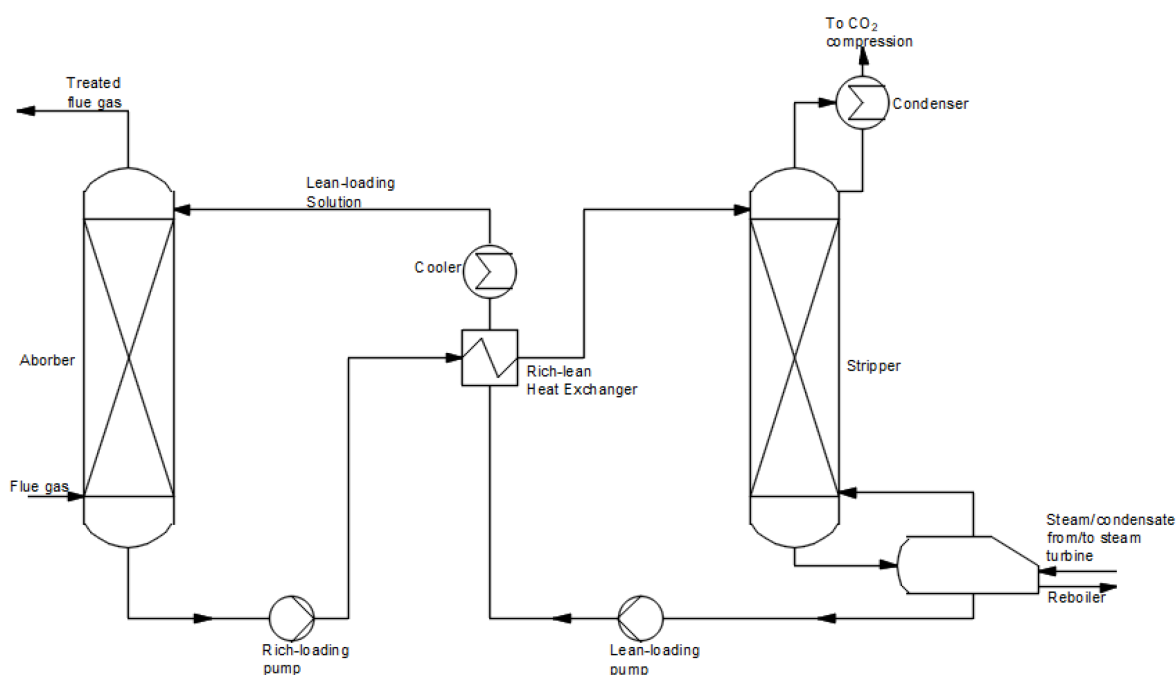 To CO₂
compression
Treated
flue gas
Condenser
Lean-loading
Solution
Cooler
Aborber
Rich-lean
Heat Exchanger
Stripper
Flue gas
Steam/condensate
from/to steam
turbine
Reboiler
Rich-loading
pump
Lean-loading
pump